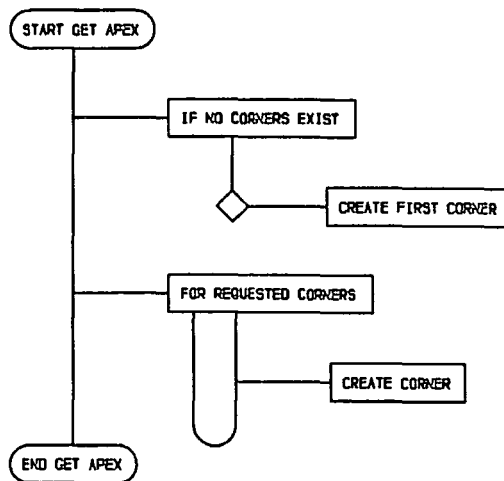 START GET APEX
IF NO CORNERS EXIST
CREATE FIRST CORNER
FOR REQUESTED CORNERS
CREATE CORNER
END GET APEX